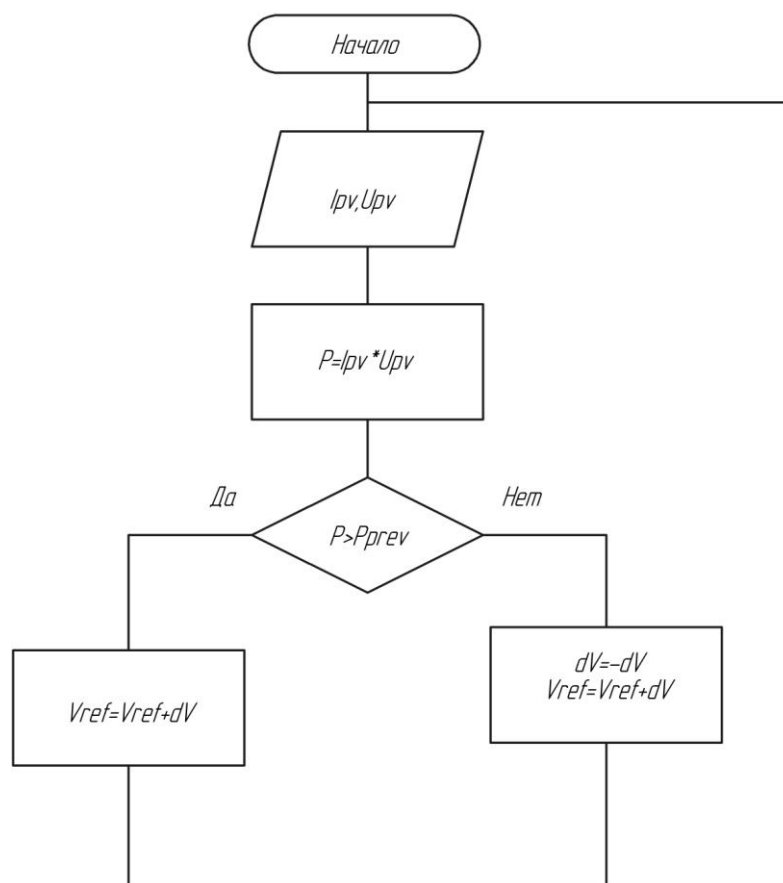 Начало
Ipv,Upv
P=Ipv*Upv
Да
Нет
P>Pprev
dV=-dV
Vref=Vref+dV
Vref=Vref+dV